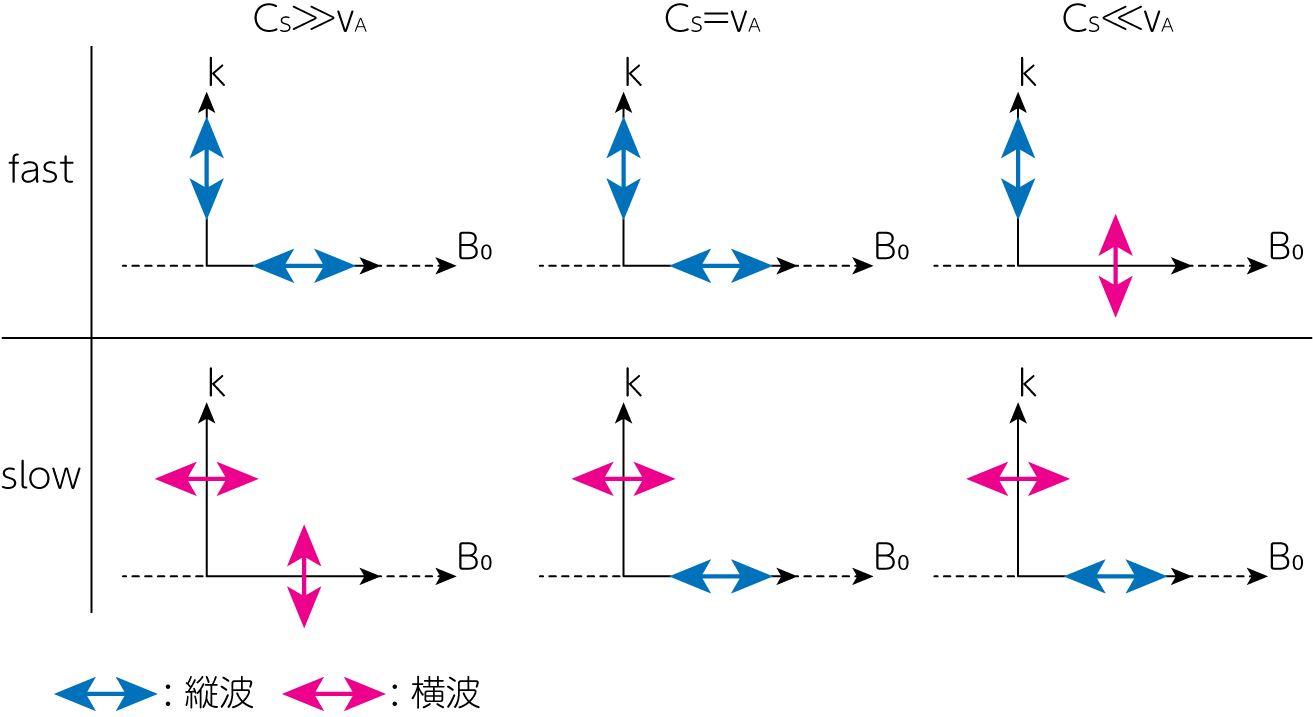 Cs≫vA Cs=vA Cs≪vA
k k k
fast
B0 B0 B0
k k k
slow
B0 B0 B0
：縦波 ：横波